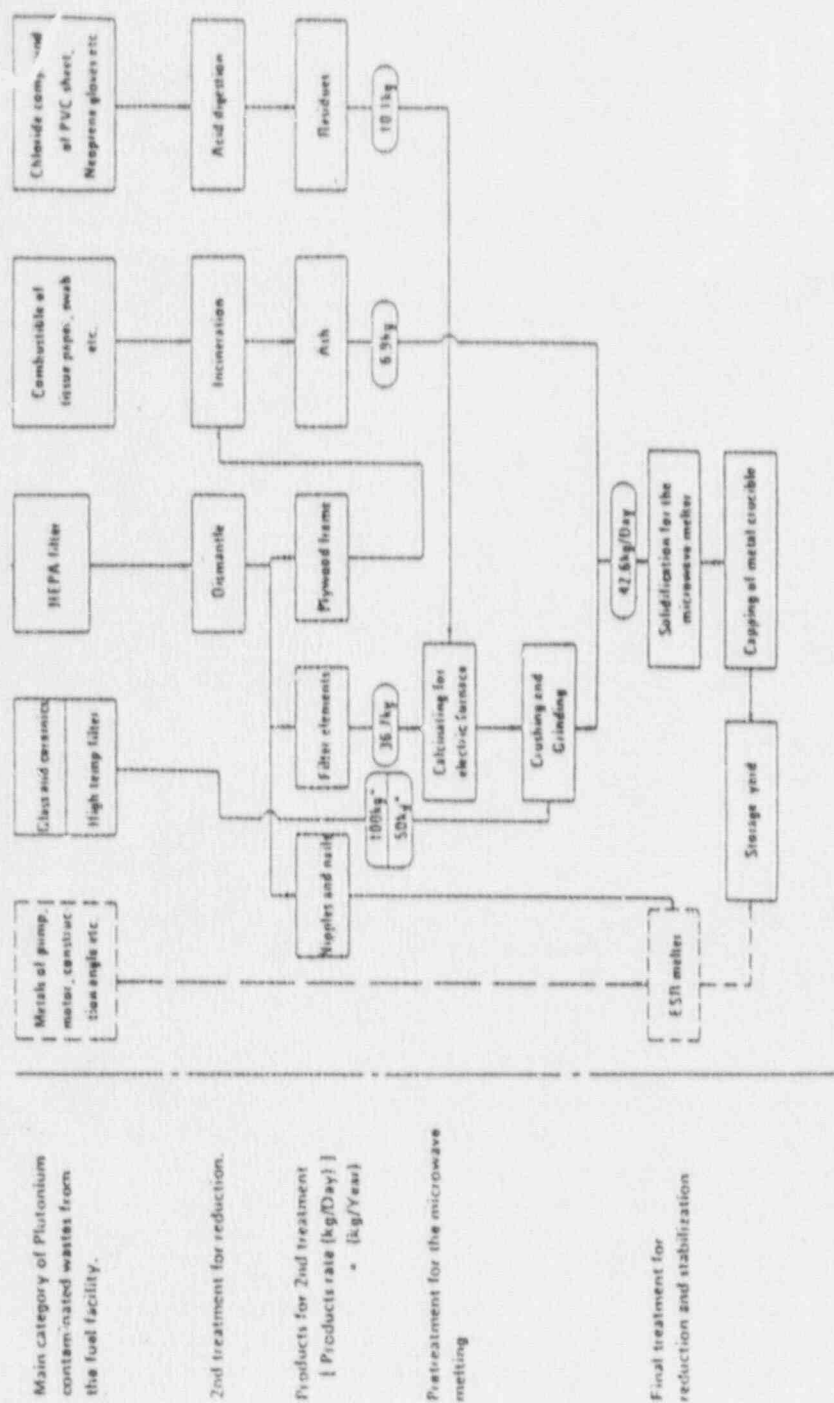 Main category of Plutonium
contaminated wastes from
the fuel facility.
Metals of pump,
motor, construc
tion angle etc
Glass and ceramics
High temp filter
HEPA filter
Combustible of
tissue paper, swab
etc.
Chloride
of PVC sheet,
Neoprene gloves etc
2nd treatment for reduction.
Dismantle
Incineration
Acid digestion
Products for 2nd treatment
[ Products rate (kg/Day) ]
* (kg/Year)
Nipples and nails
Filter elements
Plywood frame
Ash
Residues
100kg*
50kg*
36.7kg
6.9kg
10.1kg
Pretreatment for the microwave
melting
Calcinating for
electric furnace
Crushing and
Grinding
42.6kg/Day
Final treatment for
reduction and stabilization
ESR melter
Solidification for the
microwave melter
Storage yard
Capping of metal crucible